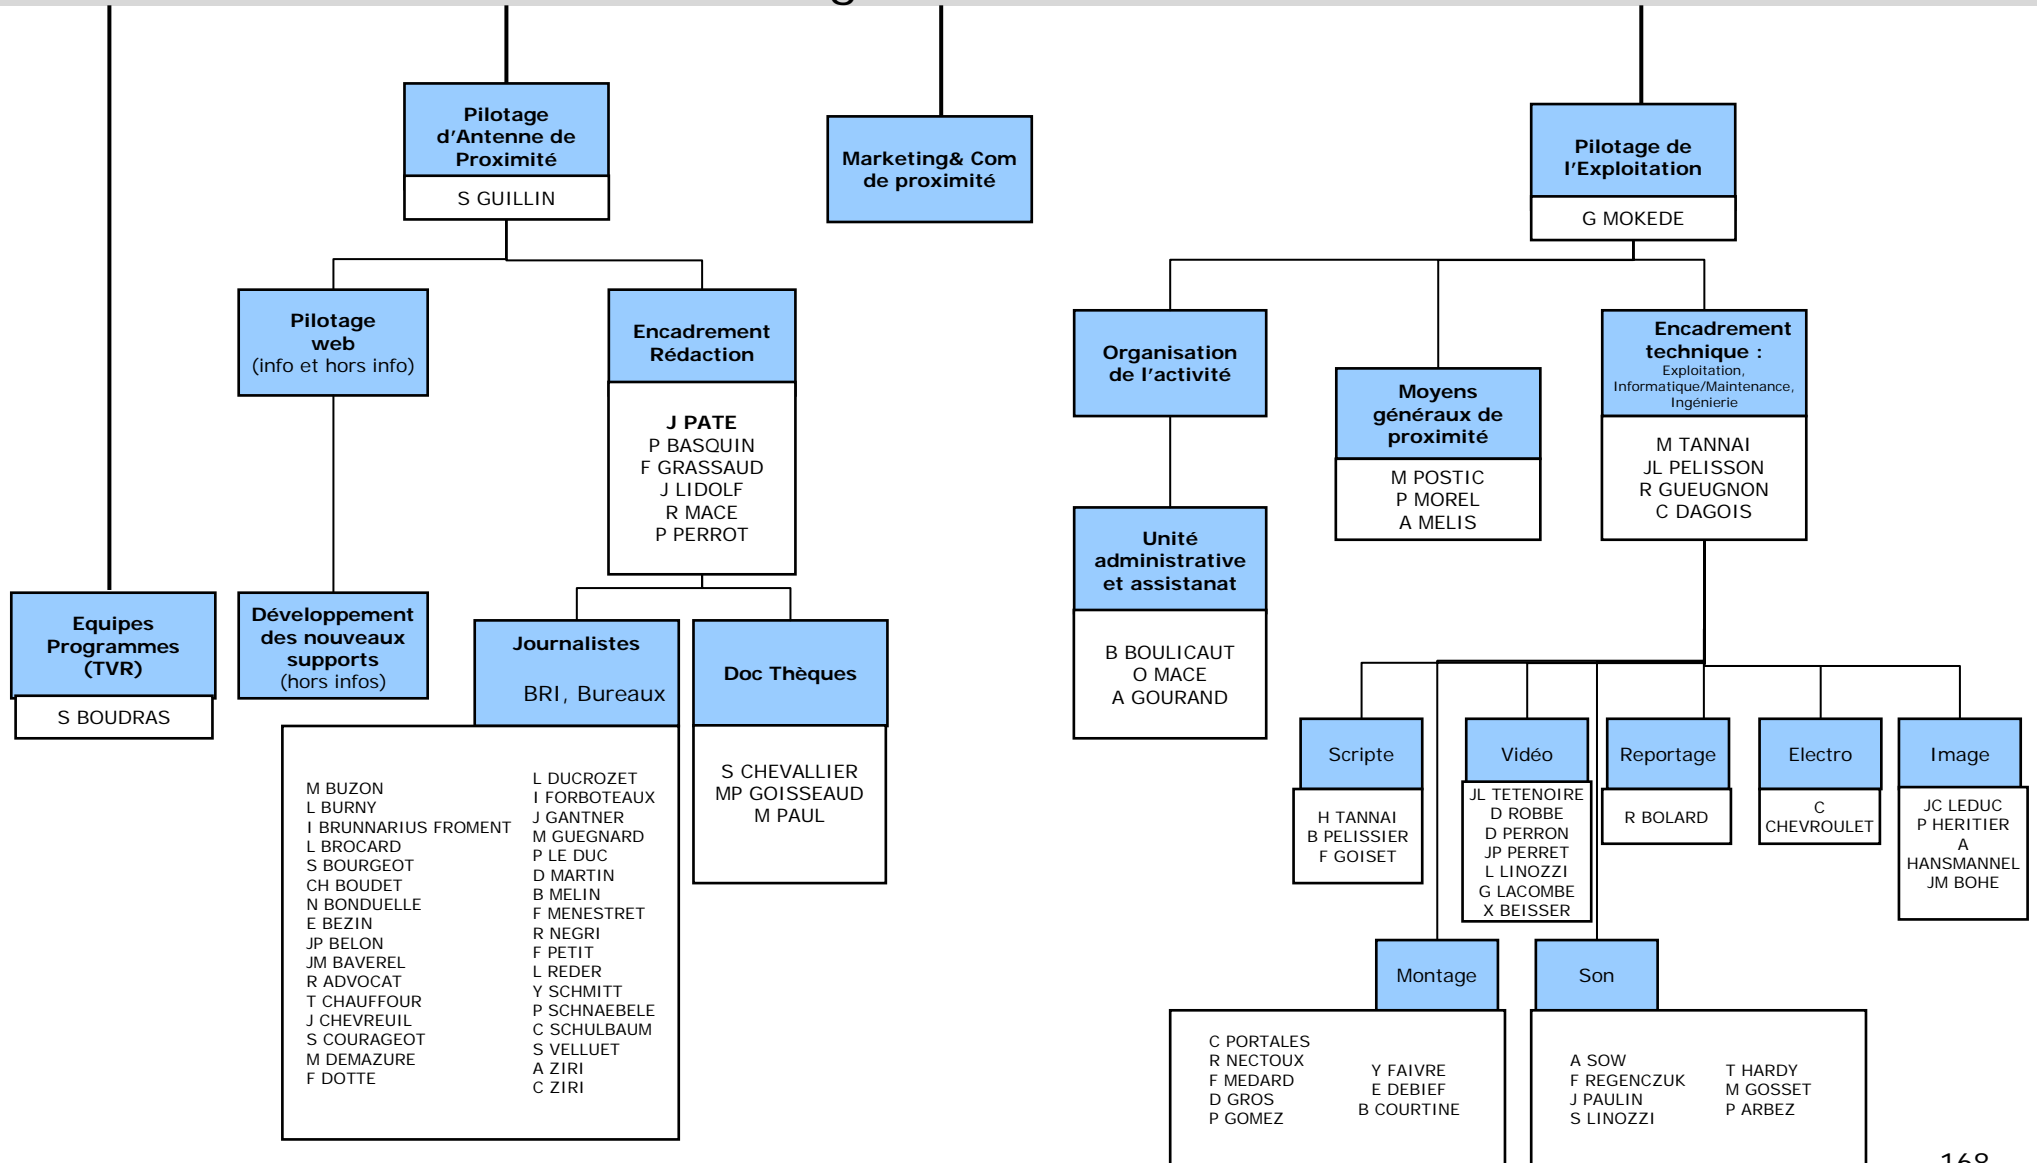 Pilotage
d'Antenne de
Proximité
S GUILLIN
Marketing& Com
de proximité
Pilotage de
l'Exploitation
G MOKEDE
Pilotage
web
(info et hors info)
Encadrement
Rédaction
J PATE
P BASQUIN
F GRASSAUD
J LIDOLF
R MACE
P PERROT
Organisation
de l'activité
Moyens
généraux de
proximité
M POSTIC
P MOREL
A MELIS
Encadrement
technique :
Exploitation,
Informatique/Maintenance,
Ingénierie
M TANNAI
JL PELISSON
R GUEUGNON
C DAGOIS
Unité
administrative
et assistanat
B BOULICAUT
O MACE
A GOURAND
Equipes
Programmes
(TVR)
S BOUDRAS
Développement
des nouveaux
supports
(hors infos)
Journalistes
BRI, Bureaux
M BUZON
L BURNY
I BRUNNARIUS FROMENT
L BROCARD
S BOURGEOT
CH BOUDET
N BONDUELLE
E BEZIN
JP BELON
JM BAVEREL
R ADVOCAT
T CHAUFFOUR
J CHEVREUIL
S COURAGEOT
M DEMAZURE
F DOTTE
L DUCROZET
I FORBOTEAUX
J GANTNER
M GUEGNARD
P LE DUC
D MARTIN
B MELIN
F MENESTRET
R NEGRI
F PETIT
L REDER
Y SCHMITT
P SCHNAEBELE
C SCHULBAUM
S VELLUET
A ZIRI
C ZIRI
Doc Thèques
S CHEVALLIER
MP GOISSEAUD
M PAUL
Scripte
H TANNAI
B PELISSIER
F GOISET
Vidéo
JL TETENOIRE
D ROBBE
D PERRON
JP PERRET
L LINOZZI
G LACOMBE
X BEISSER
Reportage
R BOLARD
Electro
C
CHEVROULET
Image
JC LEDUC
P HERITIER
A
HANSMANNEL
JM BOHE
Montage
C PORTALES
R NECTOUX
F MEDARD
D GROS
P GOMEZ
Y FAIVRE
E DEBIEF
B COURTINE
Son
A SOW
F REGENCZUK
J PAULIN
S LINOZZI
T HARDY
M GOSSET
P ARBEZ
168